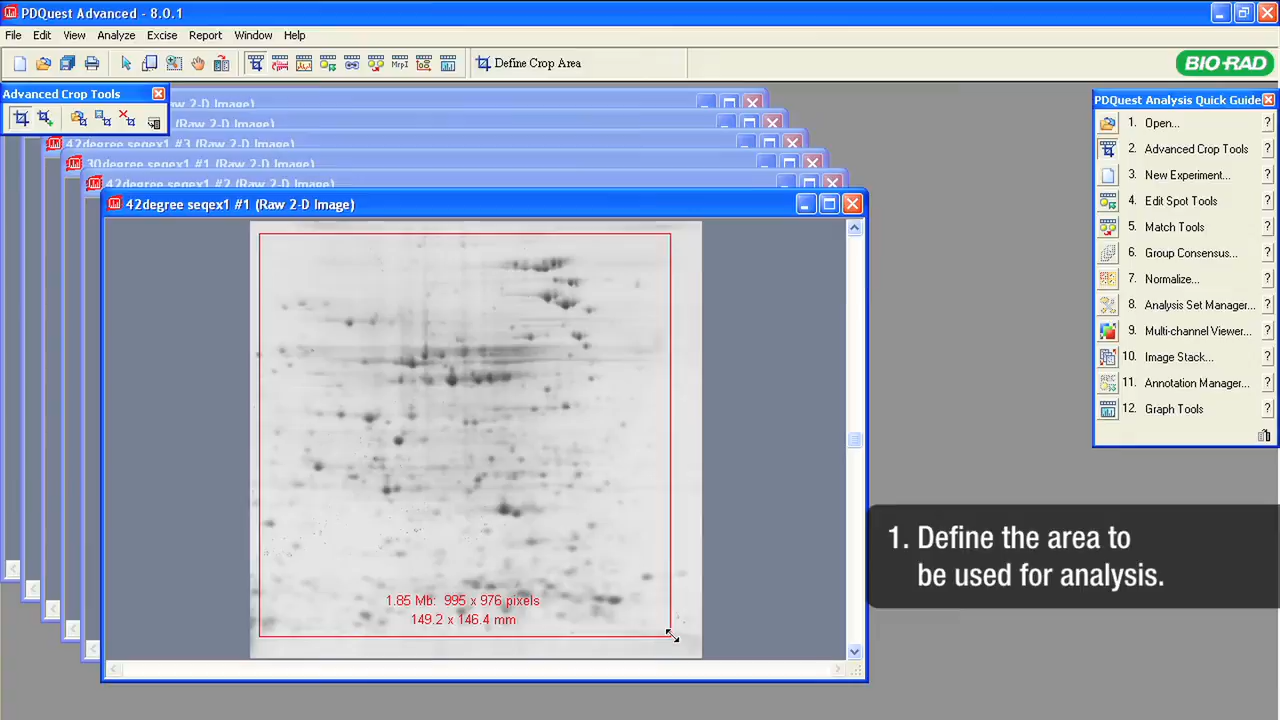 PDQuest Advanced - 8.0.1
File Edit View Analyze Excise Report Window Help
MrpI
Define Crop Area
BIO-RAD
Advanced Crop Tools
raw 2-D Image)
(Raw 2-D Image)
42degree seqex1 #3 (Raw 2-D Image)
30degree seqex1 #1 (Raw 2-D Image)
42degree seqex1 #2 (Raw 2-D Image)
42degree seqex1 #1 (Raw 2-D Image)
1.85 Mb: 995 x 976 pixels
149.2 x 146.4 mm
PDQuest Analysis Quick Guide
1. Open... ?
2. Advanced Crop Tools ?
3. New Experiment... ?
4. Edit Spot Tools ?
5. Match Tools ?
6. Group Consensus... ?
7. Normalize... ?
8. Analysis Set Manager... ?
9. Multi-channel Viewer... ?
10. Image Stack... ?
11. Annotation Manager... ?
12. Graph Tools ?
1. Define the area to
be used for analysis.